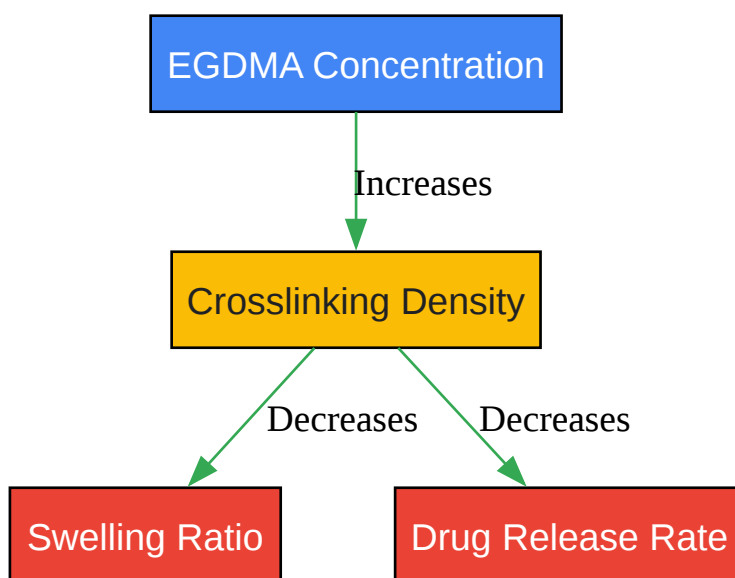 EGDMA Concentration
Increases
Crosslinking Density
Decreases
Decreases
Swelling Ratio
Drug Release Rate